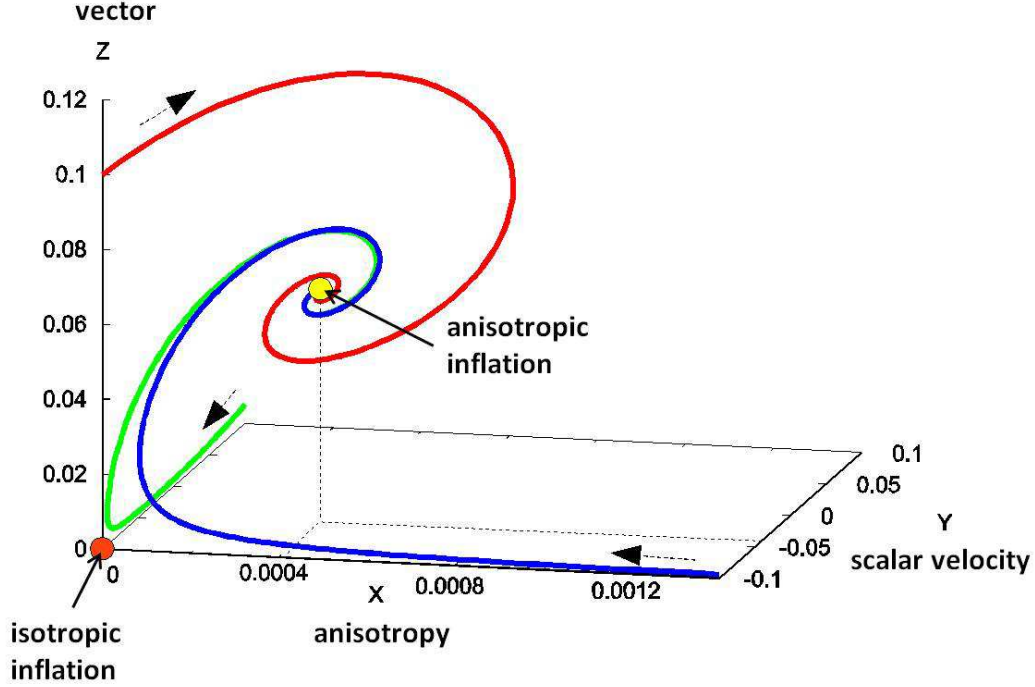 vector
Z
0.12
0.1
0.08
0.06
0.04
0.02
0
anisotropic
inflation
0.1
0.05
0
-0.05
-0.1
Y
scalar velocity
0
0.0004
0.0008
0.0012
X
anisotropy
isotropic
inflation